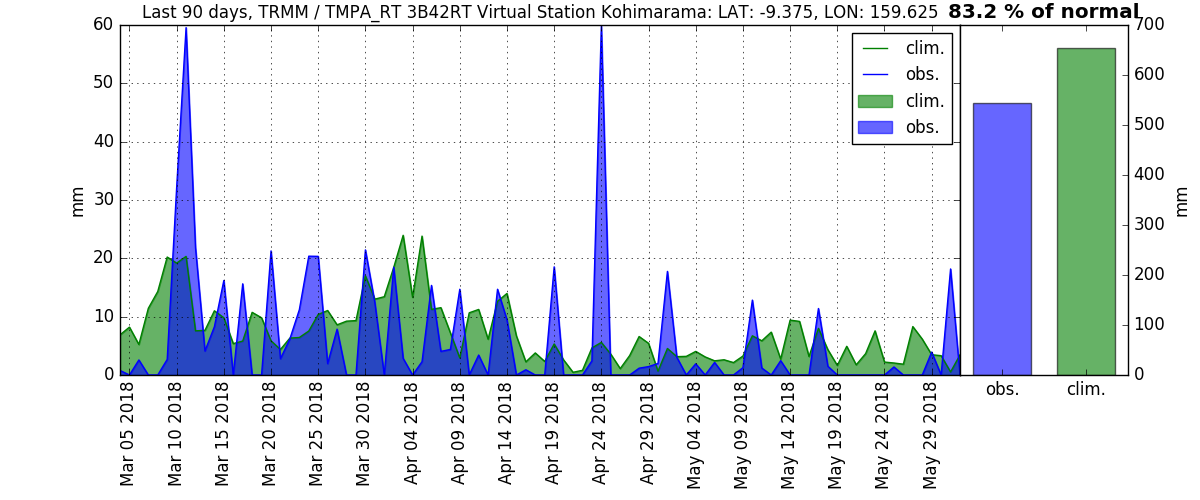 Last 90 days, TRMM / TMPA_RT 3B42RT Virtual Station Kohimarama: LAT: -9.375, LON: 159.625
83.2 % of normal
60
50
40
30
20
10
0
mm
clim.
obs.
clim.
obs.
Mar 05 2018
Mar 10 2018
Mar 15 2018
Mar 20 2018
Mar 25 2018
Mar 30 2018
Apr 04 2018
Apr 09 2018
Apr 14 2018
Apr 19 2018
Apr 24 2018
Apr 29 2018
May 04 2018
May 09 2018
May 14 2018
May 19 2018
May 24 2018
May 29 2018
700
600
500
400
300
200
100
0
mm
obs.
clim.